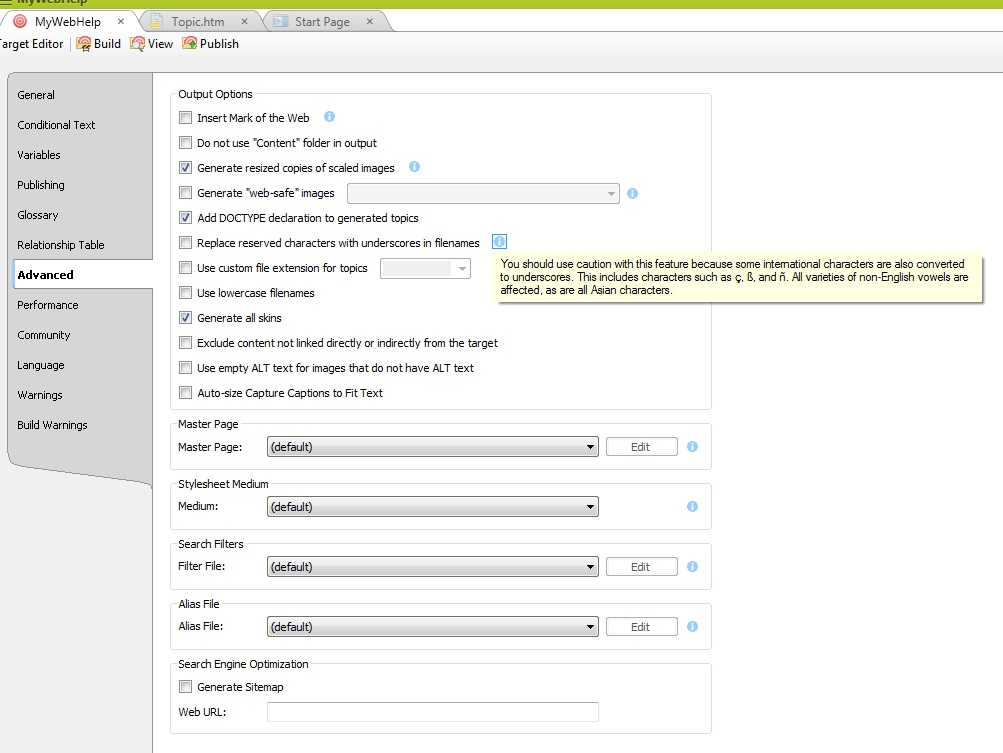 MyWebHelp
MyWebHelp × Topic.htm × Start Page ×
arget Editor Build View Publish
General
Conditional Text
Variables
Publishing
Glossary
Relationship Table
Advanced
Performance
Community
Language
Warnings
Build Warnings
Output Options
Insert Mark of the Web
Do not use "Content" folder in output
Generate resized copies of scaled images
Generate "web-safe" images
Add DOCTYPE declaration to generated topics
Replace reserved characters with underscores in filenames
You should use caution with this feature because some international characters are also converted
to underscores. This includes characters such as ç, ß, and ñ. All varieties of non-English vowels are
affected, as are all Asian characters.
Use custom file extension for topics
Use lowercase filenames
Generate all skins
Exclude content not linked directly or indirectly from the target
Use empty ALT text for images that do not have ALT text
Auto-size Capture Captions to Fit Text
Master Page
Master Page: (default) Edit
Stylesheet Medium
Medium: (default)
Search Filters
Filter File: (default) Edit
Alias File
Alias File: (default) Edit
Search Engine Optimization
Generate Sitemap
Web URL: